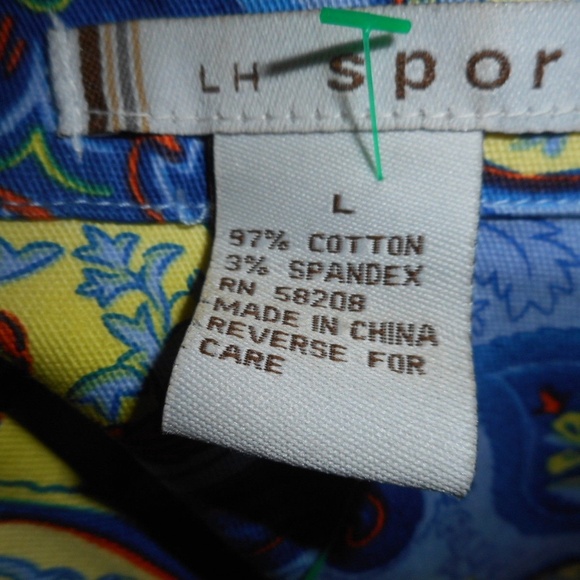 LH spor
L
97% COTTON
3% SPANDEX
RN 58208
MADE IN CHINA
REVERSE FOR
CARE